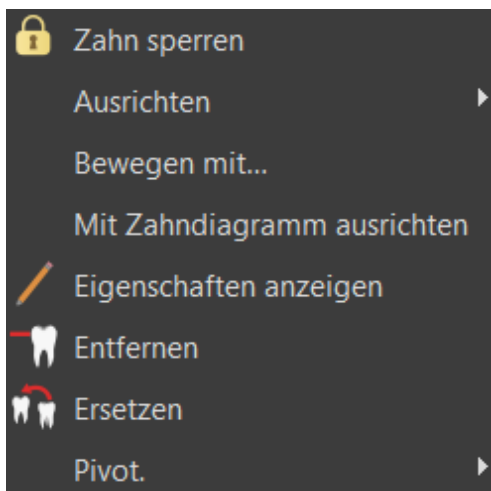 Zahn sperren
Ausrichten
Bewegen mit...
Mit Zahndiagramm ausrichten
Eigenschaften anzeigen
Entfernen
Ersetzen
Pivot.